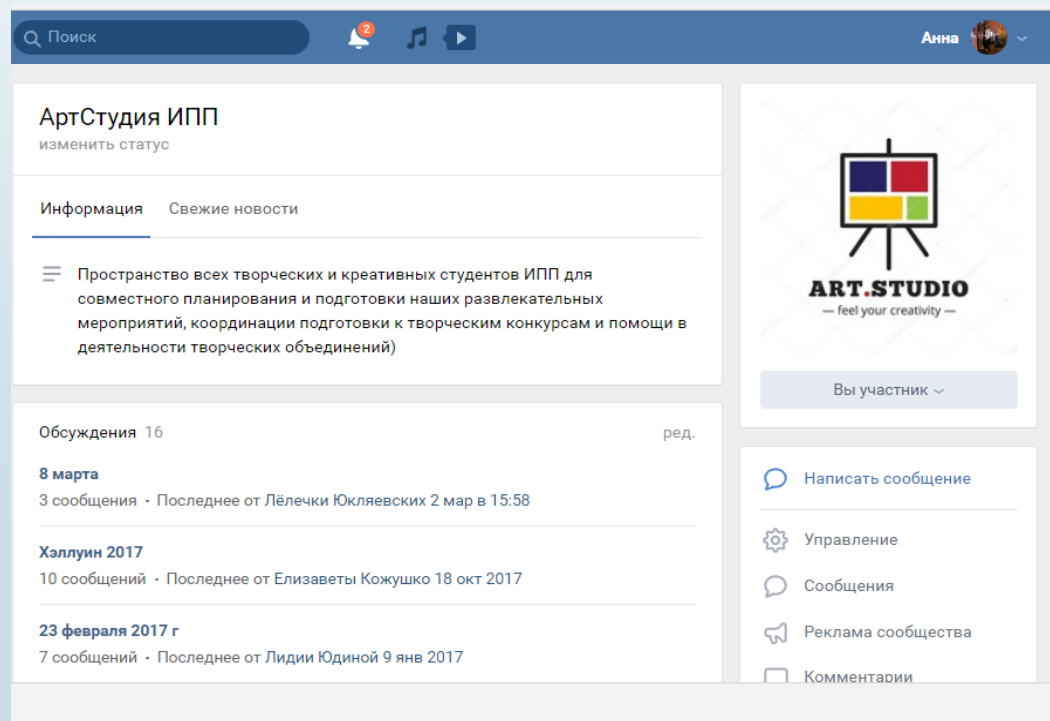 Поиск
2
Анна
АртСтудия ИПП
изменить статус
Информация Свежие новости
Пространство всех творческих и креативных студентов ИПП для
совместного планирования и подготовки наших развлекательных
мероприятий, координации подготовки к творческим конкурсам и помощи в
деятельности творческих объединений)
Обсуждения 16 ред.
8 марта
3 сообщения · Последнее от Лёлечки Юкляевских 2 мар в 15:58
Хэллуин 2017
10 сообщений · Последнее от Елизаветы Кожушко 18 окт 2017
23 февраля 2017 г
7 сообщений · Последнее от Лидии Юдиной 9 янв 2017
ART.STUDIO
— feel your creativity —
Вы участник
Написать сообщение
Управление
Сообщения
Реклама сообщества
Комментарии